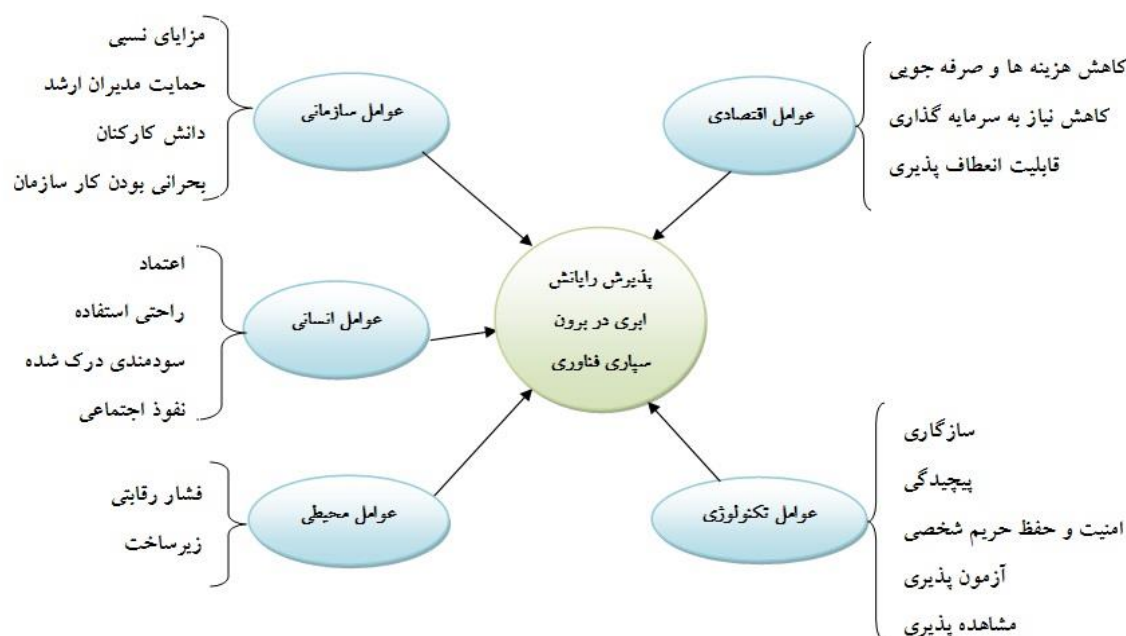 کاهش هزینه ها و صرفه جویی
کاهش نیاز به سرمایه گذاری
قابلیت انعطاف پذیری
عوامل اقتصادی
عوامل سازمانی
مزایای نسبی
حمایت مدیران ارشد
دانش کارکنان
بحرانی بودن کار سازمان
پذیرش رایانش
ابری در برون
سپاری فناوری
عوامل انسانی
اعتماد
راحتی استفاده
سودمندی درک شده
نفوذ اجتماعی
سازگاری
پیچیدگی
امنیت و حفظ حریم شخصی
آزمون پذیری
مشاهده پذیری
عوامل تکنولوژی
عوامل محیطی
فشار رقابتی
زیرساخت